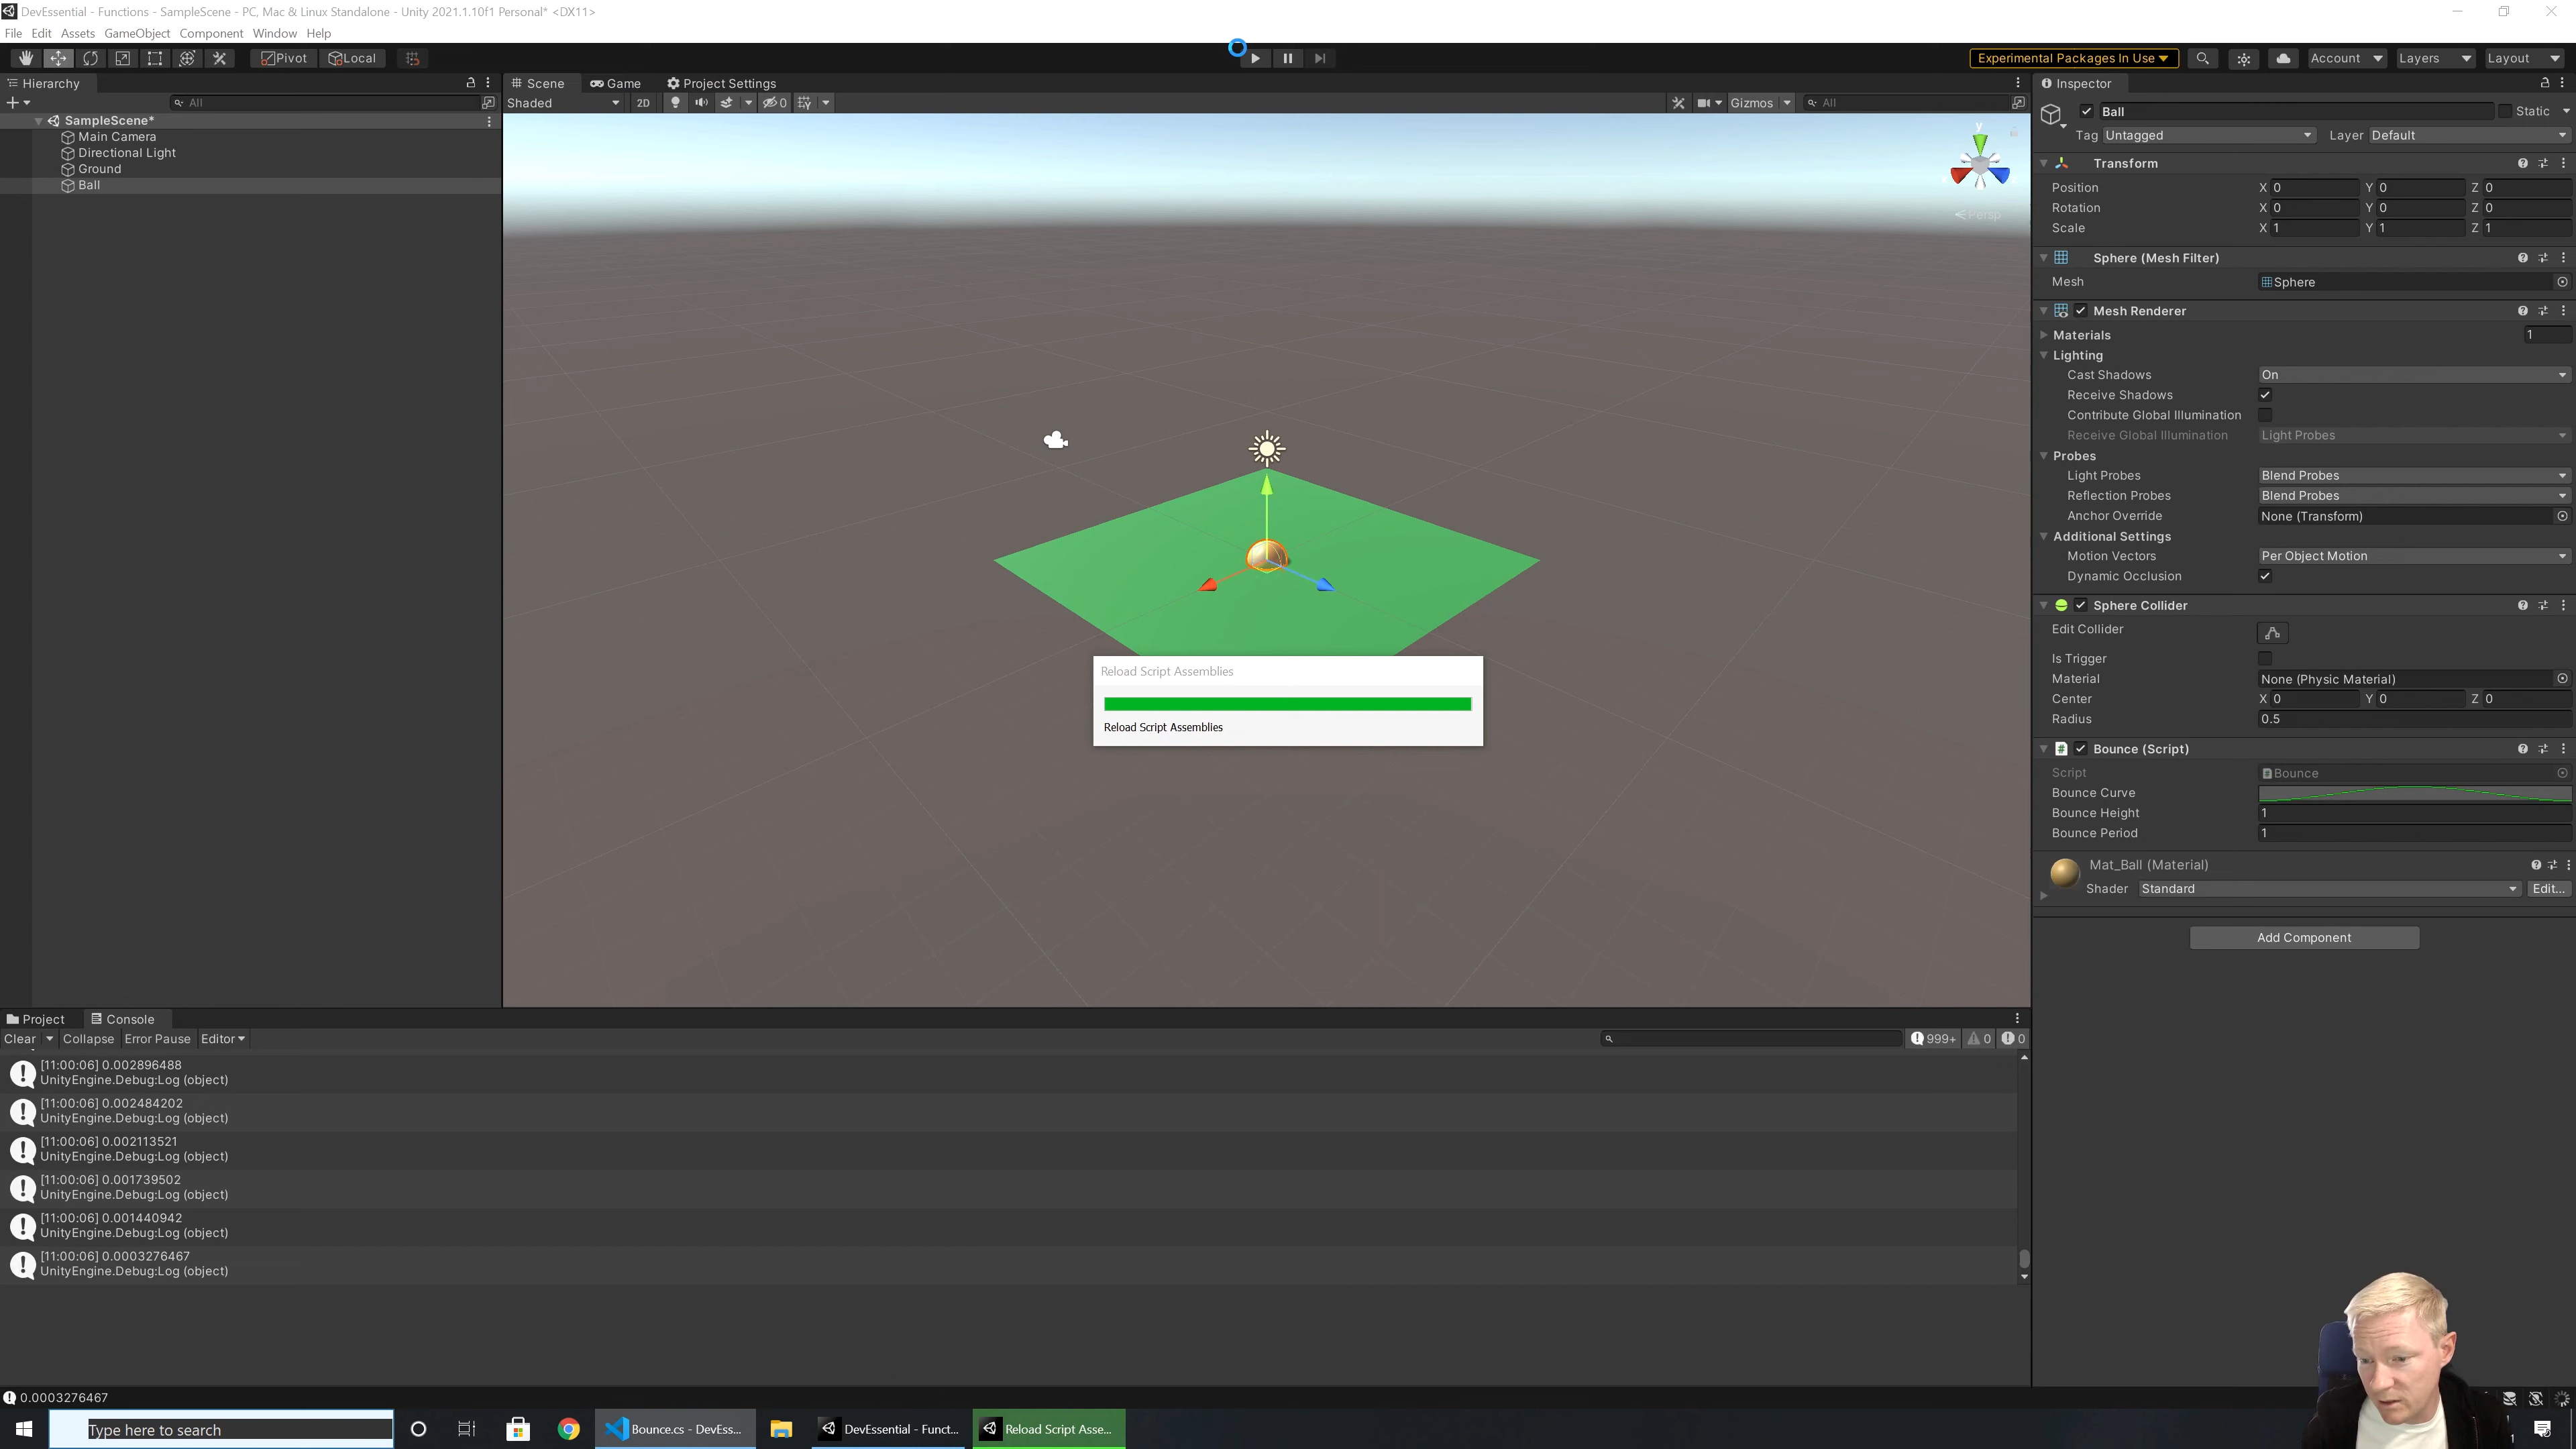 DevEssential - Functions - SampleScene - PC, Mac & Linux Standalone - Unity 2021.1.10f1 Personal* <DX11>
File Edit Assets GameObject Component Window Help
Pivot Local Experimental Packages In Use Account Layers Layout
Hierarchy
All
SampleScene*
Main Camera
Directional Light
Ground
Ball
Scene Game Project Settings
Shaded 2D 0 Gizmos All
y
Persp
Reload Script Assemblies
Reload Script Assemblies
Inspector
Ball Static
Tag Untagged Layer Default
Transform
Position X 0 Y 0 Z 0
Rotation X 0 Y 0 Z 0
Scale X 1 Y 1 Z 1
Sphere (Mesh Filter)
Mesh Sphere
Mesh Renderer
Materials 1
Lighting
Cast Shadows On
Receive Shadows
Contribute Global Illumination
Receive Global Illumination Light Probes
Probes
Light Probes Blend Probes
Reflection Probes Blend Probes
Anchor Override None (Transform)
Additional Settings
Motion Vectors Per Object Motion
Dynamic Occlusion
Sphere Collider
Edit Collider
Is Trigger
Material None (Physic Material)
Center X 0 Y 0 Z 0
Radius 0.5
Bounce (Script)
Script Bounce
Bounce Curve
Bounce Height 1
Bounce Period 1
Mat_Ball (Material)
Shader Standard Edit...
Add Component
Project Console
Clear Collapse Error Pause Editor 999+ 0 0
[11:00:06] 0.002896488
UnityEngine.Debug:Log (object)
[11:00:06] 0.002484202
UnityEngine.Debug:Log (object)
[11:00:06] 0.002113521
UnityEngine.Debug:Log (object)
[11:00:06] 0.001739502
UnityEngine.Debug:Log (object)
[11:00:06] 0.001440942
UnityEngine.Debug:Log (object)
[11:00:06] 0.0003276467
UnityEngine.Debug:Log (object)
0.0003276467
Type here to search
Bounce.cs - DevEss...
DevEssential - Funct...
Reload Script Asse...